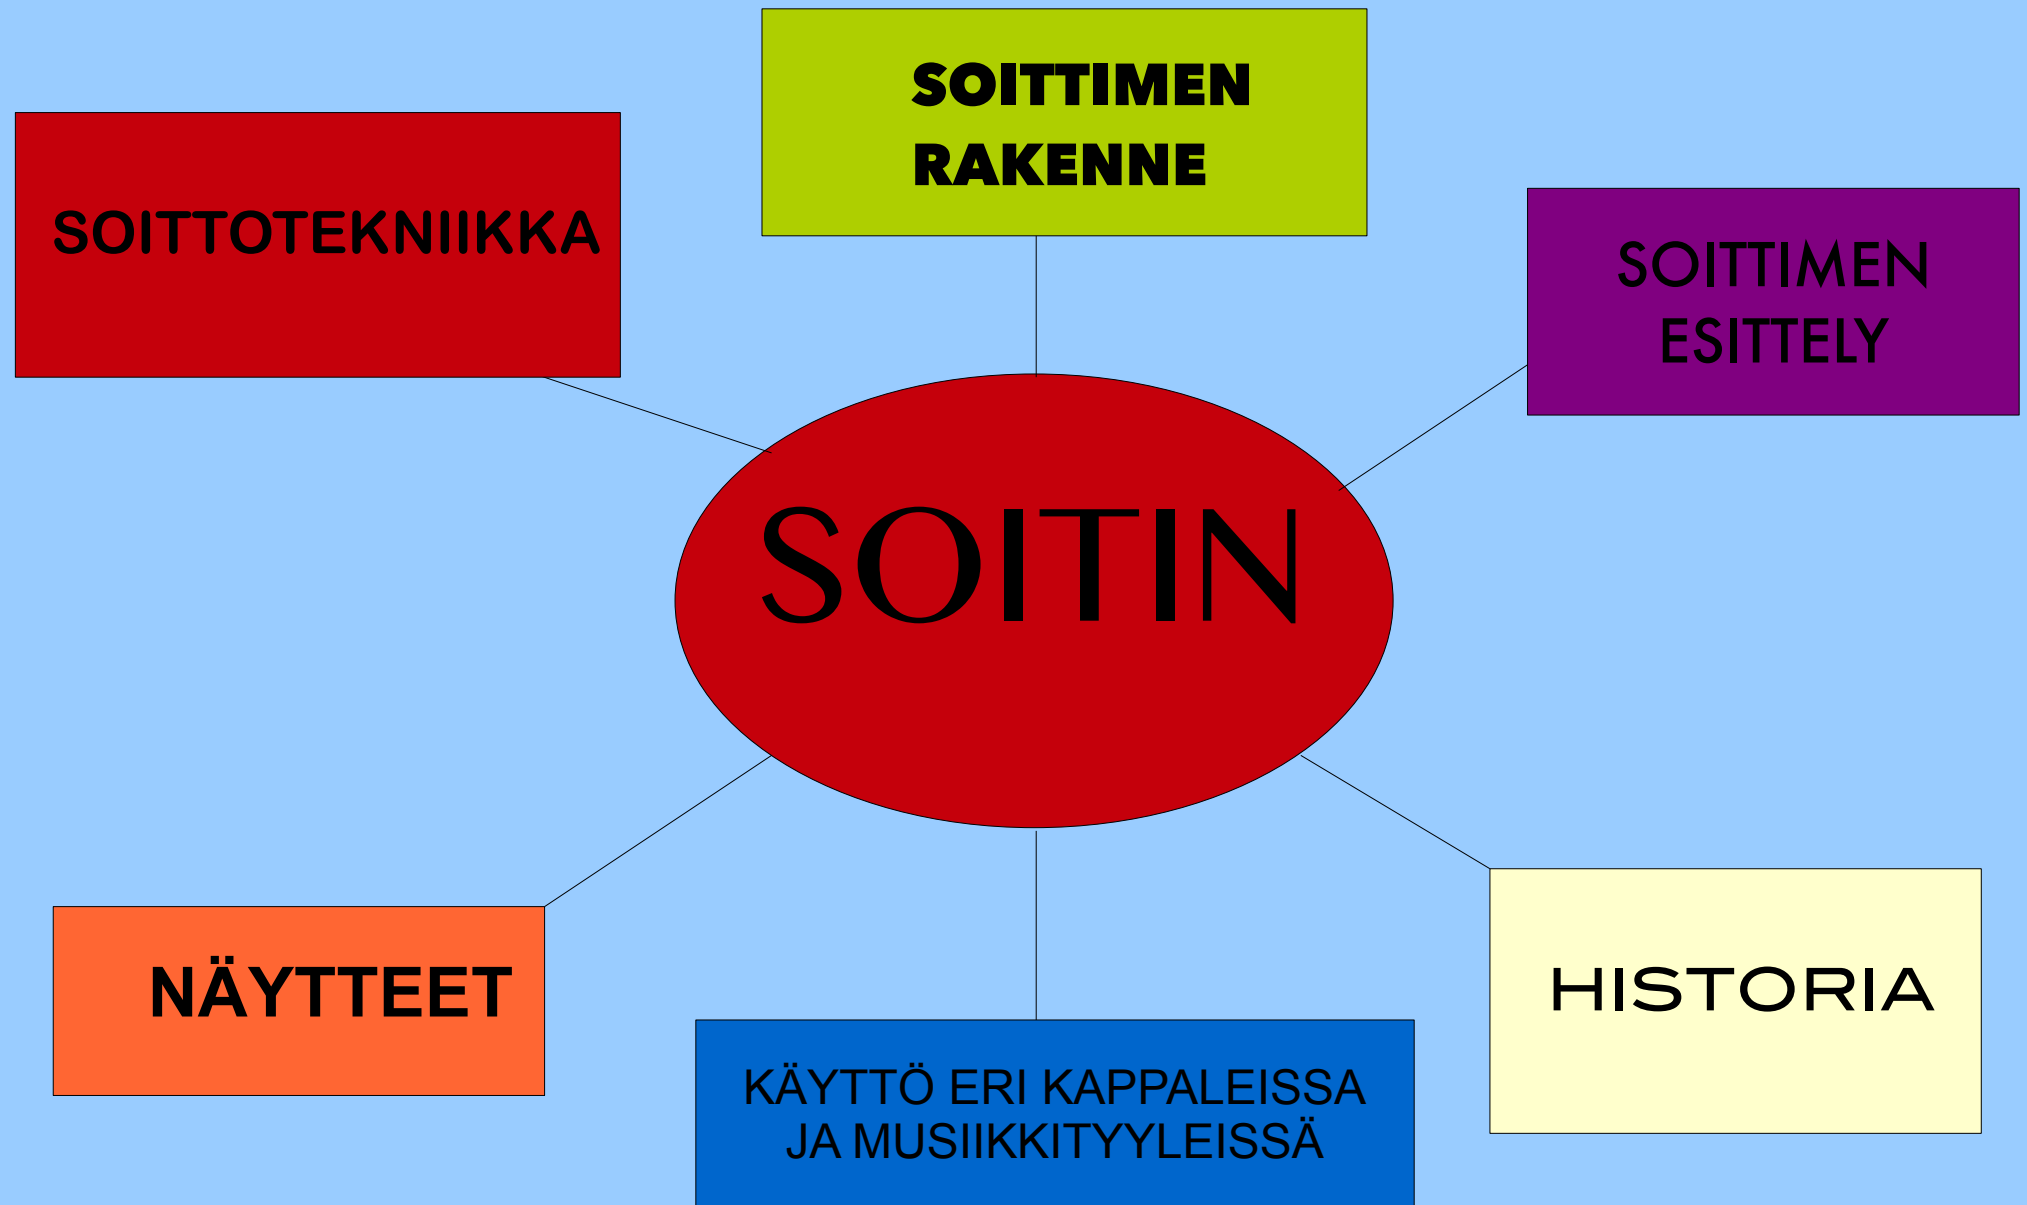 SOITTIMEN
RAKENNE
SOITTOTEKNIIKKA
SOITTIMEN
ESITTELY
SOITIN
NÄYTTEET
HISTORIA
KÄYTTÖ ERI KAPPALEISSA
JA MUSIIKKITYYLEISSÄ